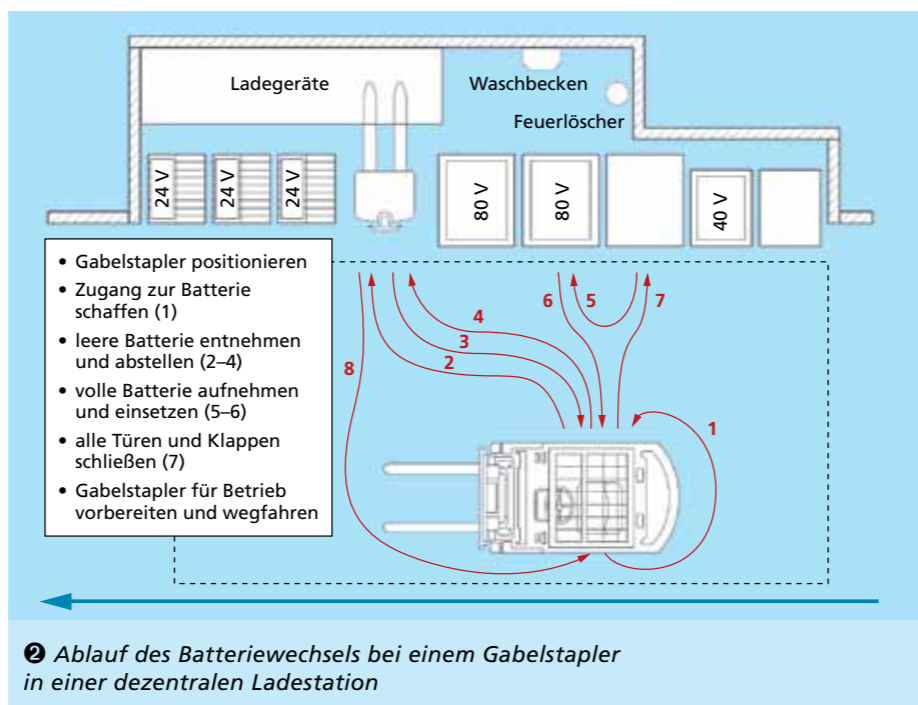 Ladegeräte
Waschbecken
Feuerlöscher
24 V
24 V
24 V
80 V
80 V
40 V
• Gabelstapler positionieren
• Zugang zur Batterie
schaffen (1)
• leere Batterie entnehmen
und abstellen (2–4)
• volle Batterie aufnehmen
und einsetzen (5–6)
• alle Türen und Klappen
schließen (7)
• Gabelstapler für Betrieb
vorbereiten und wegfahren
8
4
3
2
6
5
7
1
❷ Ablauf des Batteriewechsels bei einem Gabelstapler
in einer dezentralen Ladestation